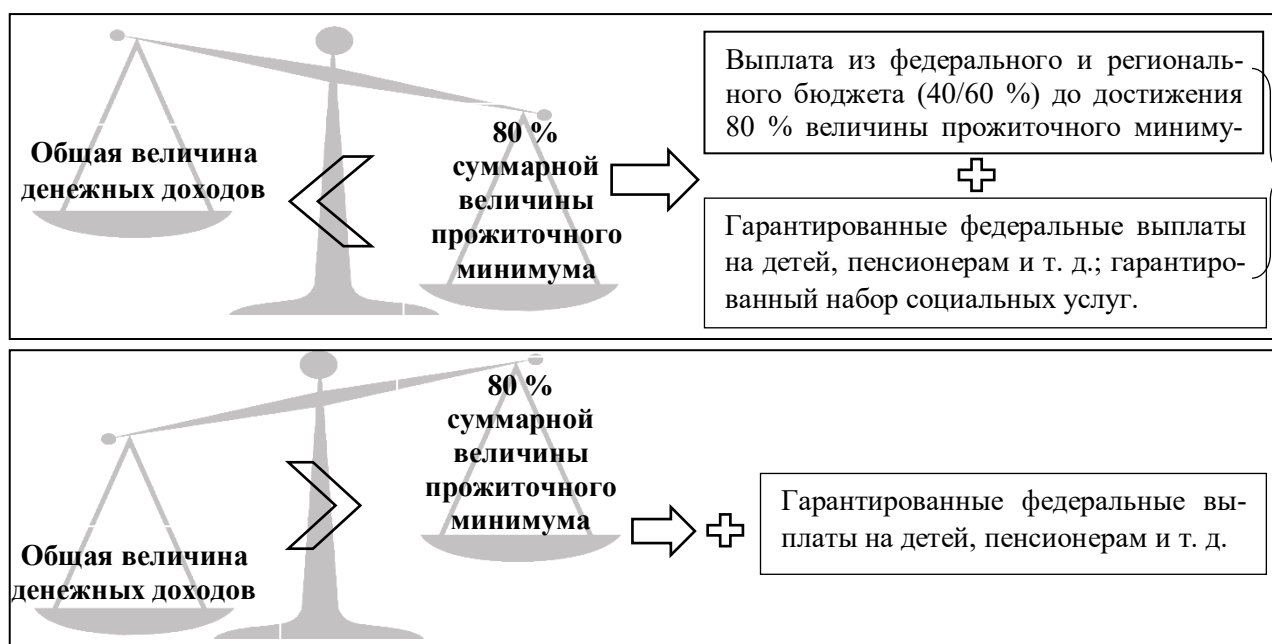 Общая величина
денежных доходов
80 %
суммарной
величины
прожиточного
минимума
Выплата из федерального и региональ-
ного бюджета (40/60 %) до достижения
80 % величины прожиточного миниму-
Гарантированные федеральные выплаты
на детей, пенсионерам и т. д.; гарантиро-
ванный набор социальных услуг.
Общая величина
денежных доходов
80 %
суммарной
величины
прожиточного
минимума
Гарантированные федеральные вы-
платы на детей, пенсионерам и т. д.